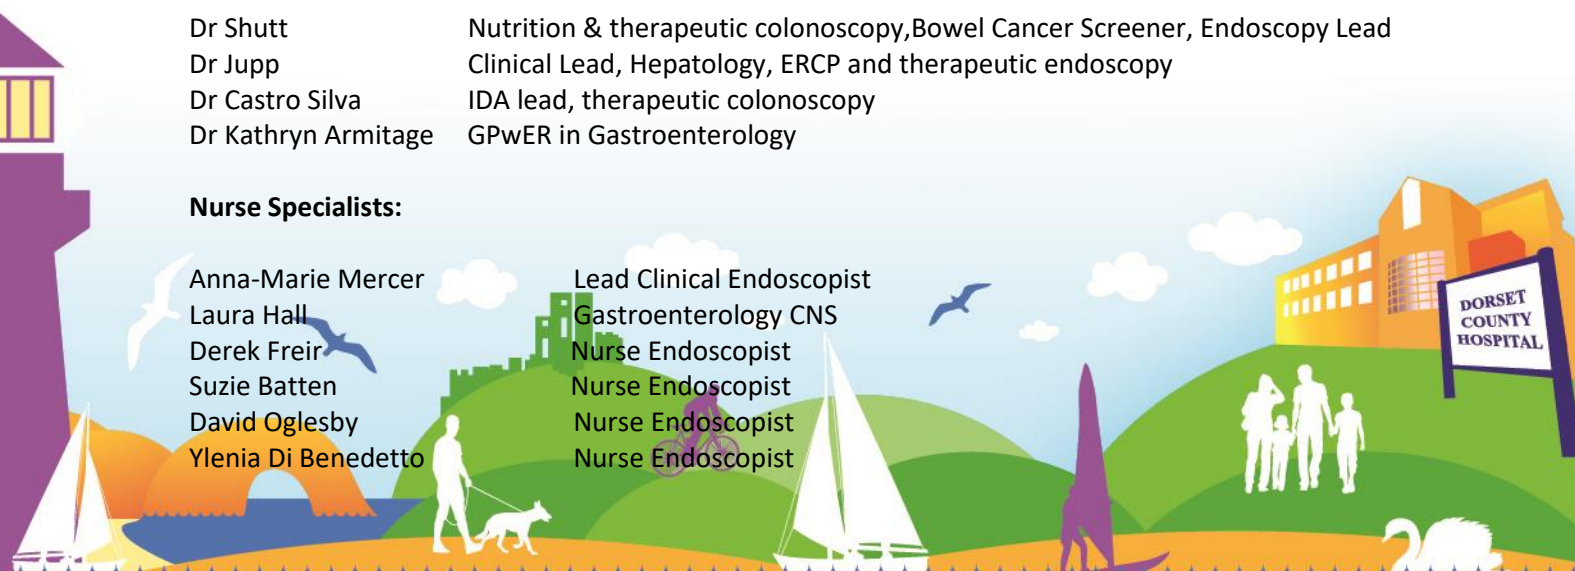 Dr Shutt Nutrition & therapeutic colonoscopy,Bowel Cancer Screener, Endoscopy Lead
Dr Jupp Clinical Lead, Hepatology, ERCP and therapeutic endoscopy
Dr Castro Silva IDA lead, therapeutic colonoscopy
Dr Kathryn Armitage GPwER in Gastroenterology
Nurse Specialists:
Anna-Marie Mercer Lead Clinical Endoscopist
Laura Hall Gastroenterology CNS
Derek Freir Nurse Endoscopist
Suzie Batten Nurse Endoscopist
David Oglesby Nurse Endoscopist
Ylenia Di Benedetto Nurse Endoscopist
DORSET
COUNTY
HOSPITAL